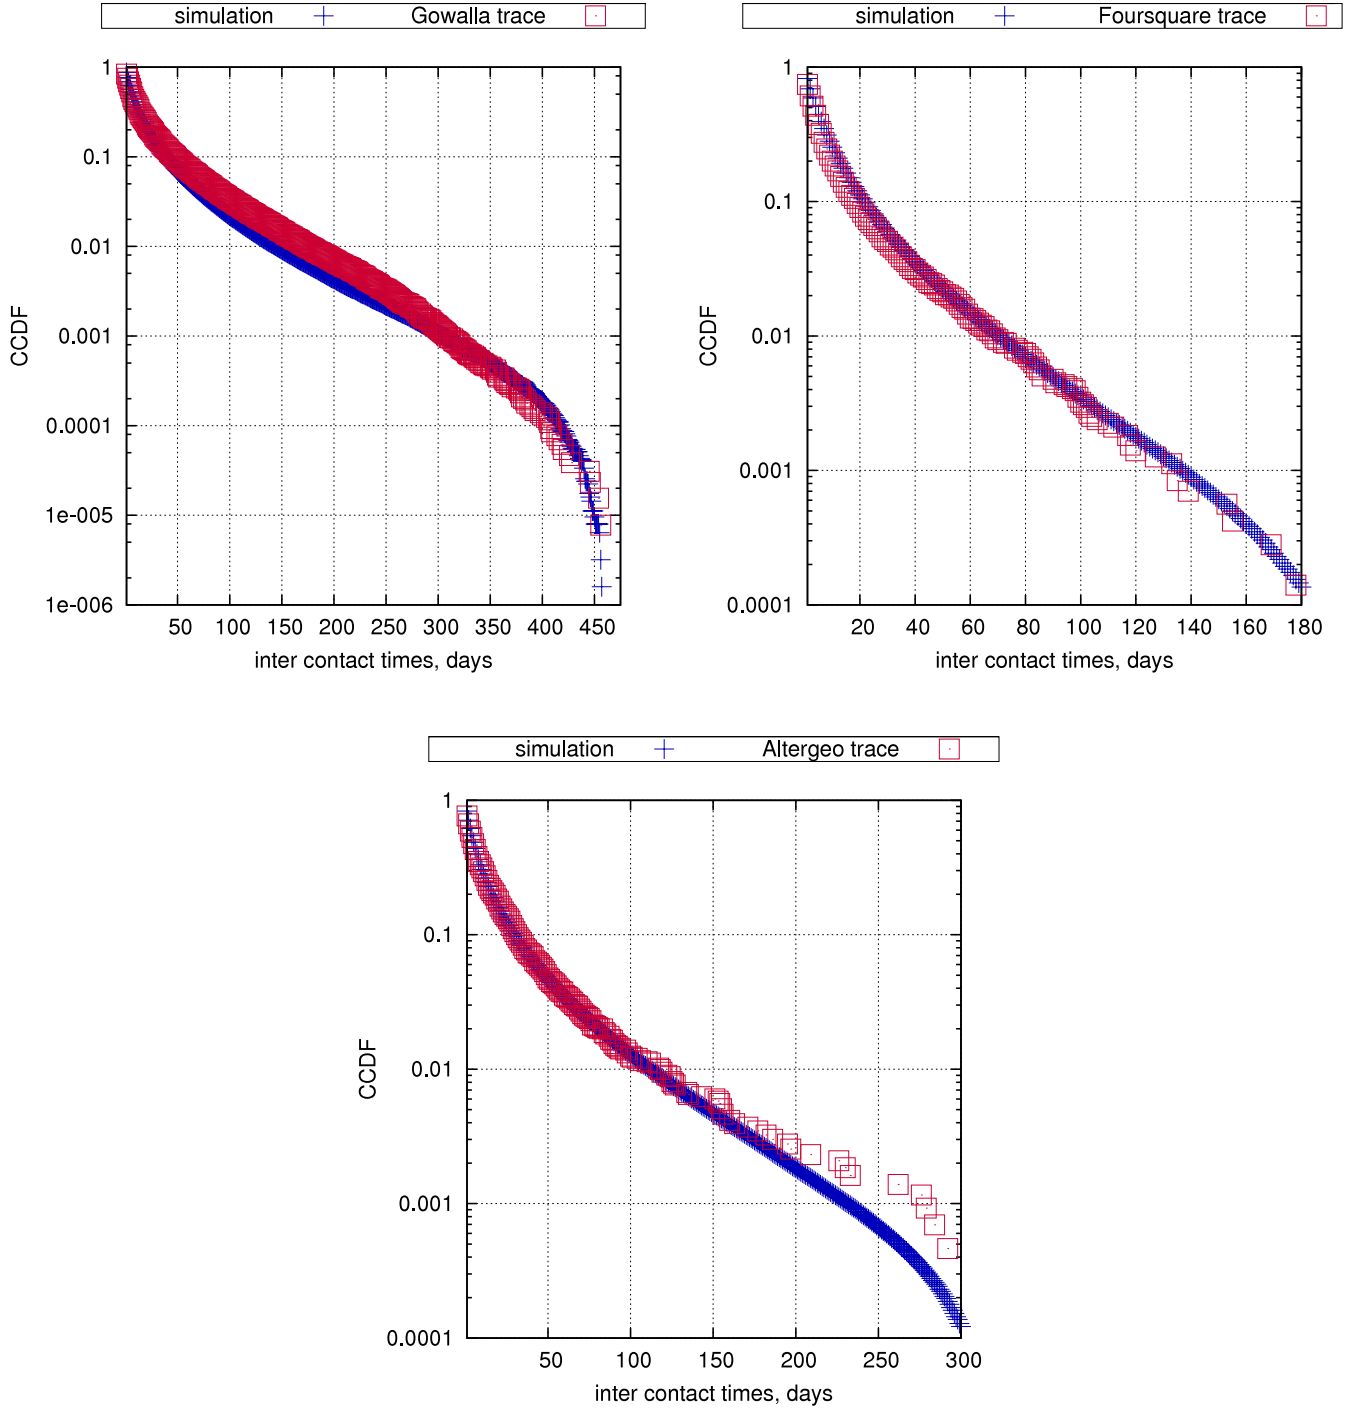 simulation Gowalla trace
1
0.1
0.01
0.001
0.0001
1e-005
1e-006
CCDF
50 100 150 200 250 300 350 400 450
inter contact times, days
simulation Foursquare trace
1
0.1
0.01
0.001
0.0001
CCDF
20 40 60 80 100 120 140 160 180
inter contact times, days
simulation Altergeo trace
1
0.1
0.01
0.001
0.0001
CCDF
50 100 150 200 250 300
inter contact times, days